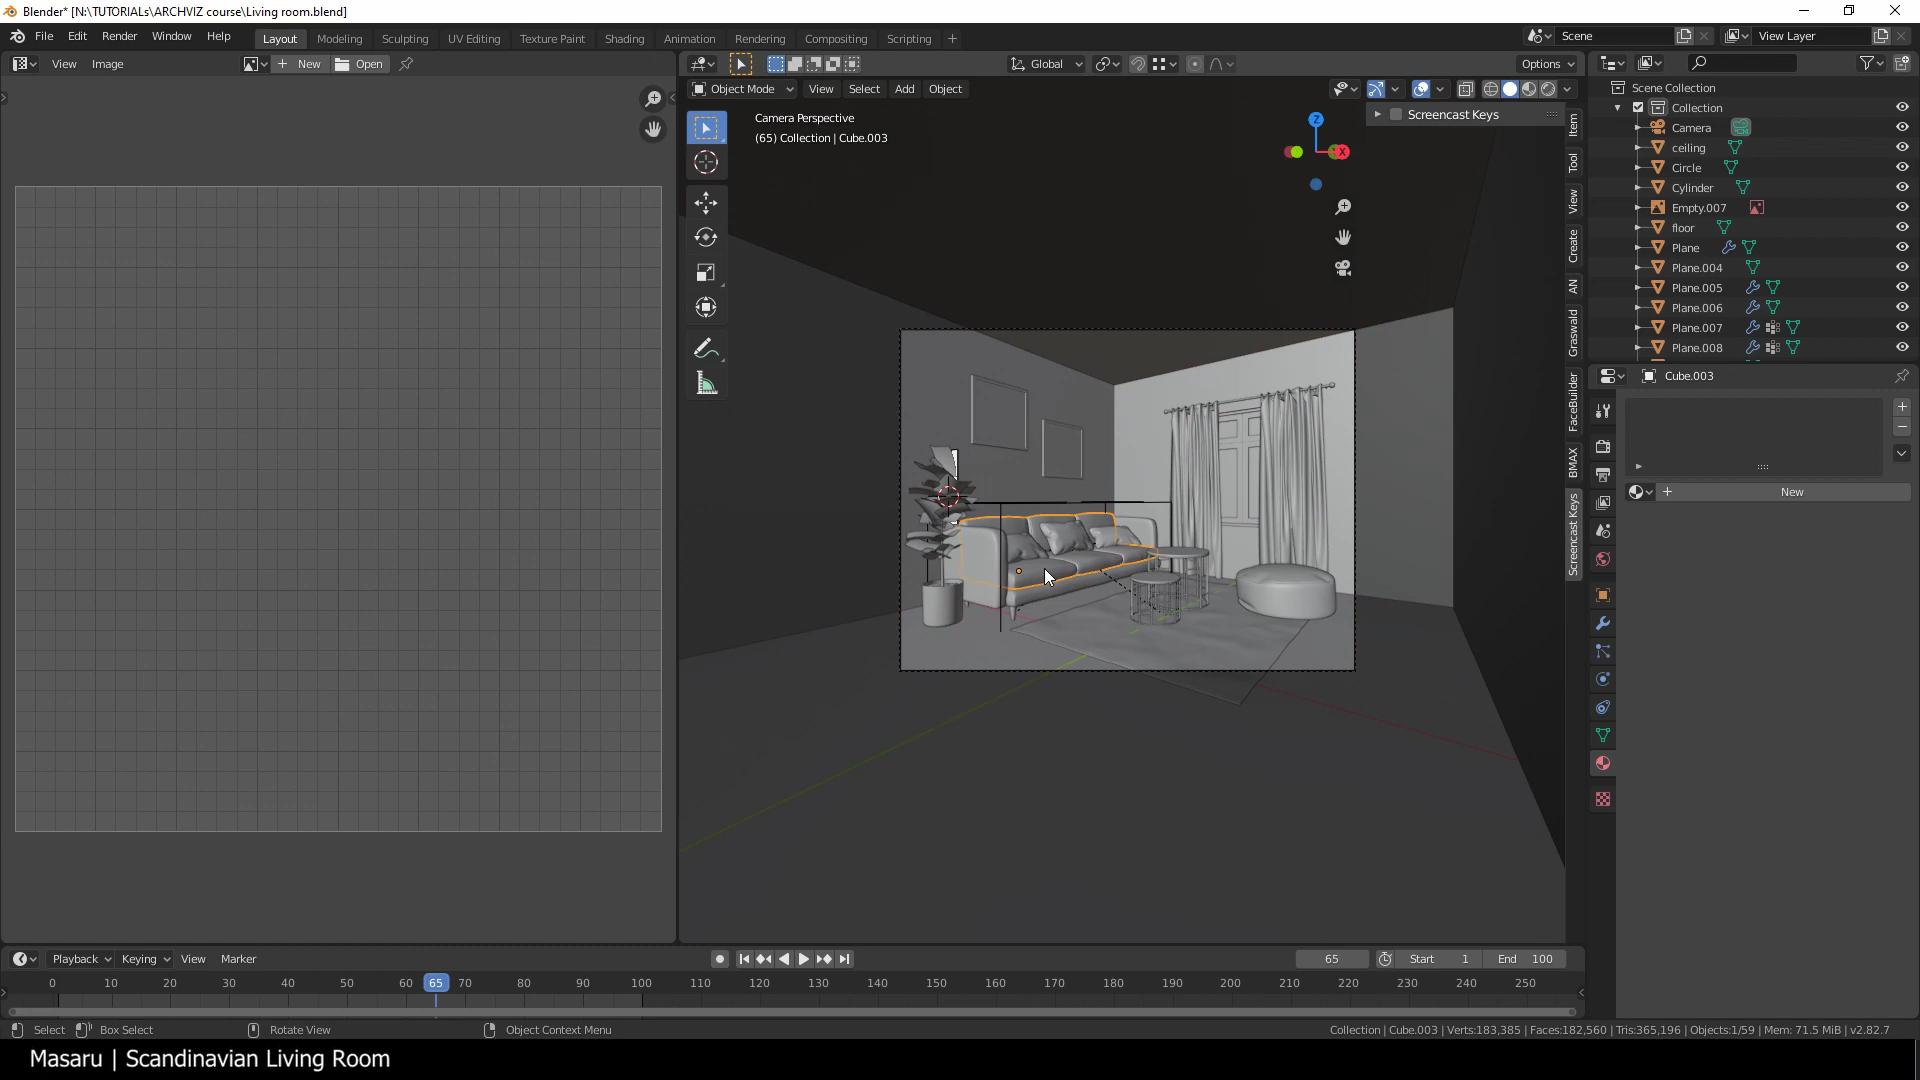 Blender* [N:\TUTORIALs\ARCHVIZ course\Living room.blend]
File Edit Render Window Help Layout Modeling Sculpting UV Editing Texture Paint Shading Animation Rendering Compositing Scripting + Scene View Layer
View Image + New Open Global Options
Object Mode View Select Add Object
Camera Perspective
(65) Collection | Cube.003
Screencast Keys
Z
X
Item
Tool
View
Create
AN
Graswald
FaceBuilder
BMAX
Screencast Keys
Scene Collection
Collection
Camera
ceiling
Circle
Cylinder
Empty.007
floor
Plane
Plane.004
Plane.005
Plane.006
Plane.007
Plane.008
Cube.003
+ New
Playback Keying View Marker 65 Start 1 End 100
0 10 20 30 40 50 60 65 70 80 90 100 110 120 130 140 150 160 170 180 190 200 210 220 230 240 250
Select Box Select Rotate View Object Context Menu Collection | Cube.003 | Verts:183,385 | Faces:182,560 | Tris:365,196 | Objects:1/59 | Mem: 71.5 MiB | v2.82.7
Masaru | Scandinavian Living Room